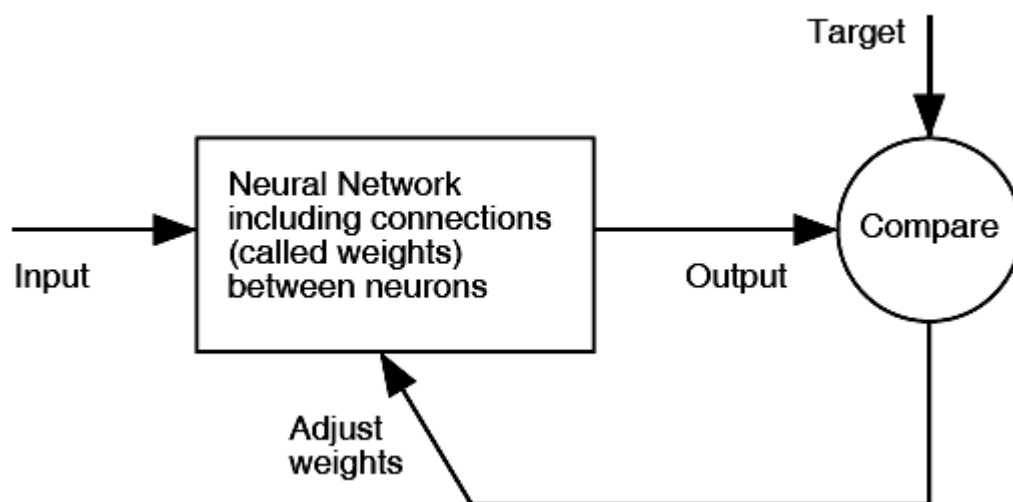 Target
Neural Network
including connections
(called weights)
between neurons
Compare
Input
Output
Adjust
weights